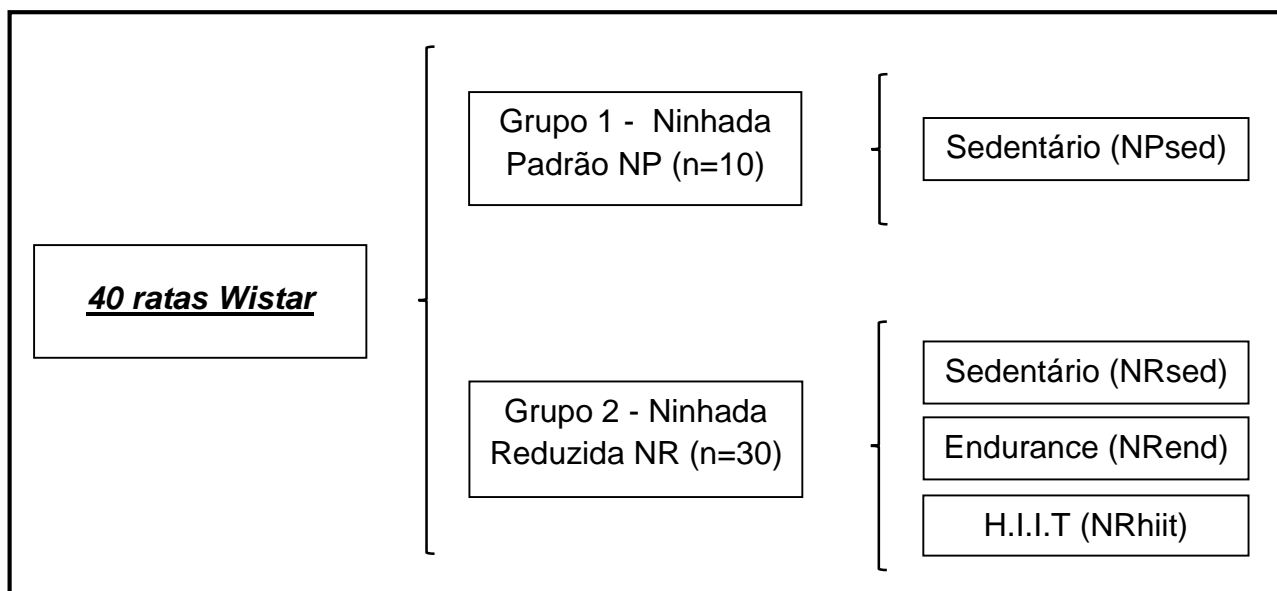 40 ratas Wistar
Grupo 1 - Ninhada
Padrão NP (n=10)
Sedentário (NPsed)
Grupo 2 - Ninhada
Reduzida NR (n=30)
Sedentário (NRsed)
Endurance (NRend)
H.I.I.T (NRhiit)